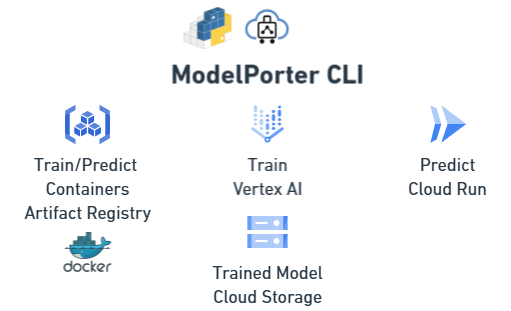 ModelPorter CLI
Train/Predict
Containers
Artifact Registry
docker
Train
Vertex AI
Trained Model
Cloud Storage
Predict
Cloud Run